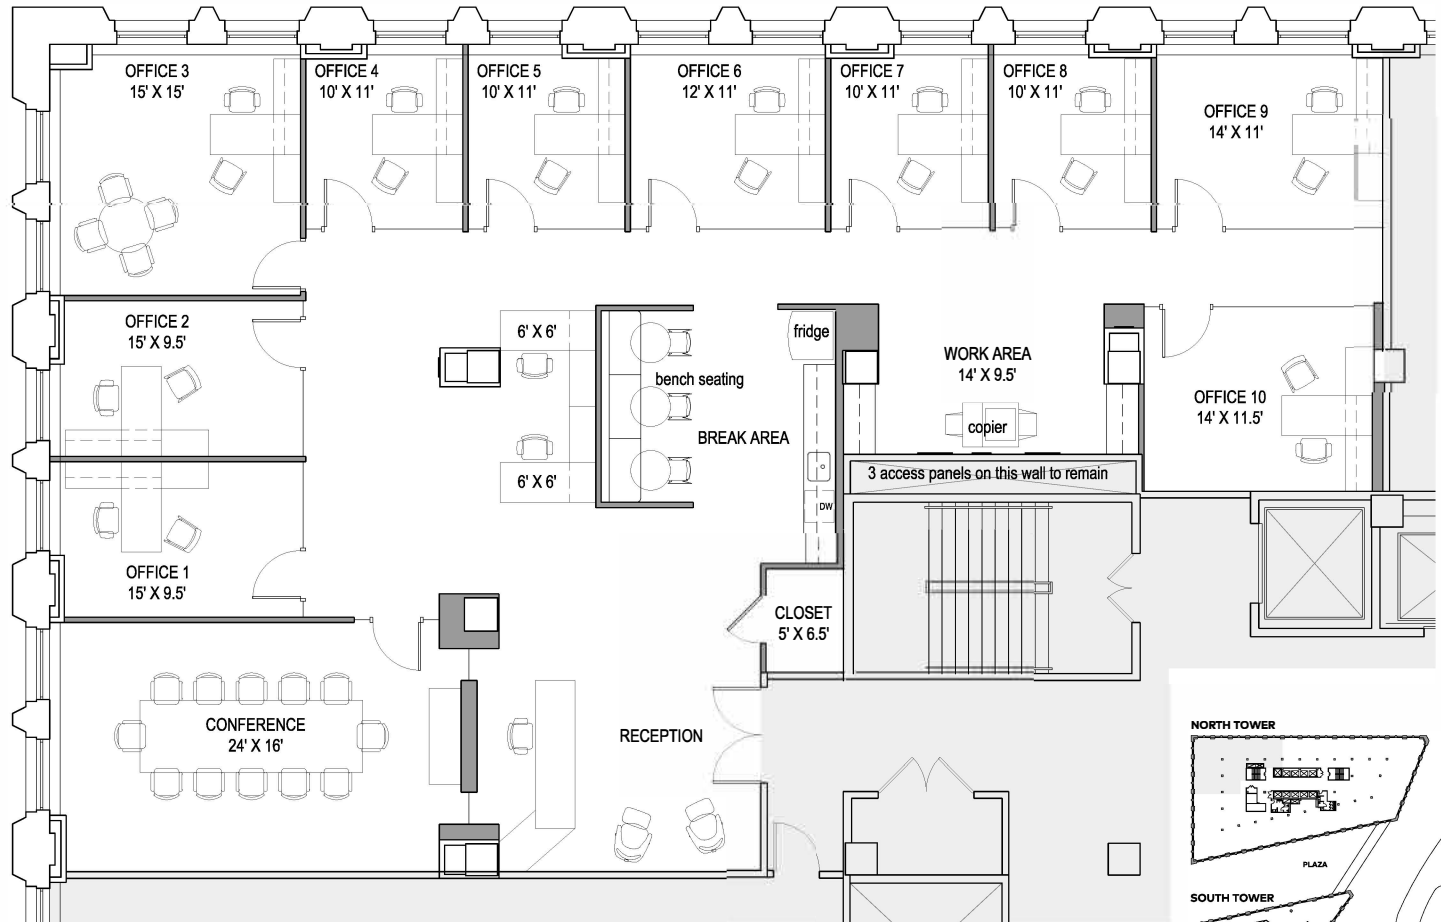 OFFICE 3
15' X 15'
OFFICE 4
10' X 11'
OFFICE 5
10' X 11'
OFFICE 6
12' X 11'
OFFICE 7
10' X 11'
OFFICE 8
10' X 11'
OFFICE 9
14' X 11'
OFFICE 2
15' X 9.5'
6' X 6'
fridge
bench seating
WORK AREA
14' X 9.5'
OFFICE 10
14' X 11.5'
copier
BREAK AREA
3 access panels on this wall to remain
6' X 6'
DW
OFFICE 1
15' X 9.5'
CLOSET
5' X 6.5'
CONFERENCE
24' X 16'
RECEPTION
NORTH TOWER
PLAZA
SOUTH TOWER